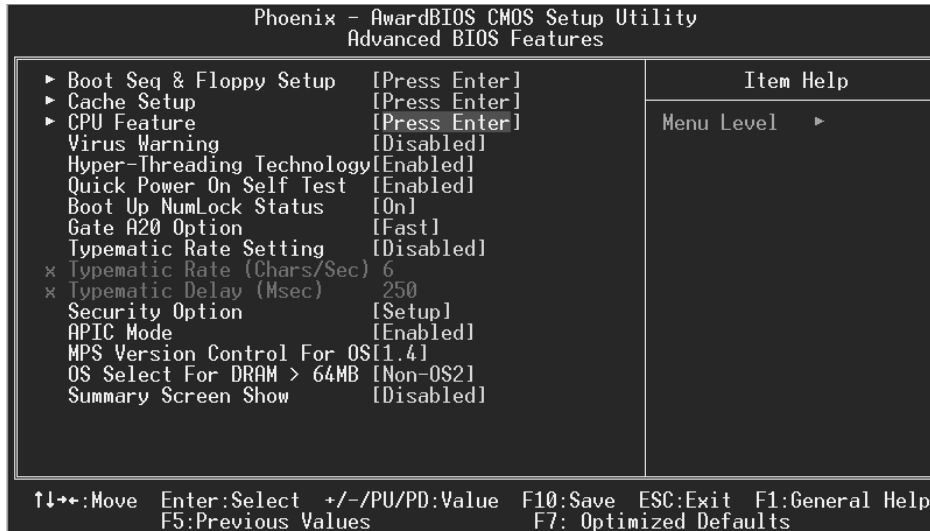 Phoenix - AwardBIOS CMOS Setup Utility
Advanced BIOS Features
► Boot Seq & Floppy Setup [Press Enter]
► Cache Setup [Press Enter]
► CPU Feature [Press Enter]
Virus Warning [Disabled]
Hyper-Threading Technology[Enabled]
Quick Power On Self Test [Enabled]
Boot Up NumLock Status [On]
Gate A20 Option [Fast]
Typematic Rate Setting [Disabled]
x Typematic Rate (Chars/Sec) 6
x Typematic Delay (Msec) 250
Security Option [Setup]
APIC Mode [Enabled]
MPS Version Control For OS[1.4]
OS Select For DRAM > 64MB [Non-OS2]
Summary Screen Show [Disabled]
Item Help
Menu Level ►
↑↓→←:Move Enter:Select +/-/PU/PD:Value F10:Save ESC:Exit F1:General Help
F5:Previous Values F7: Optimized Defaults